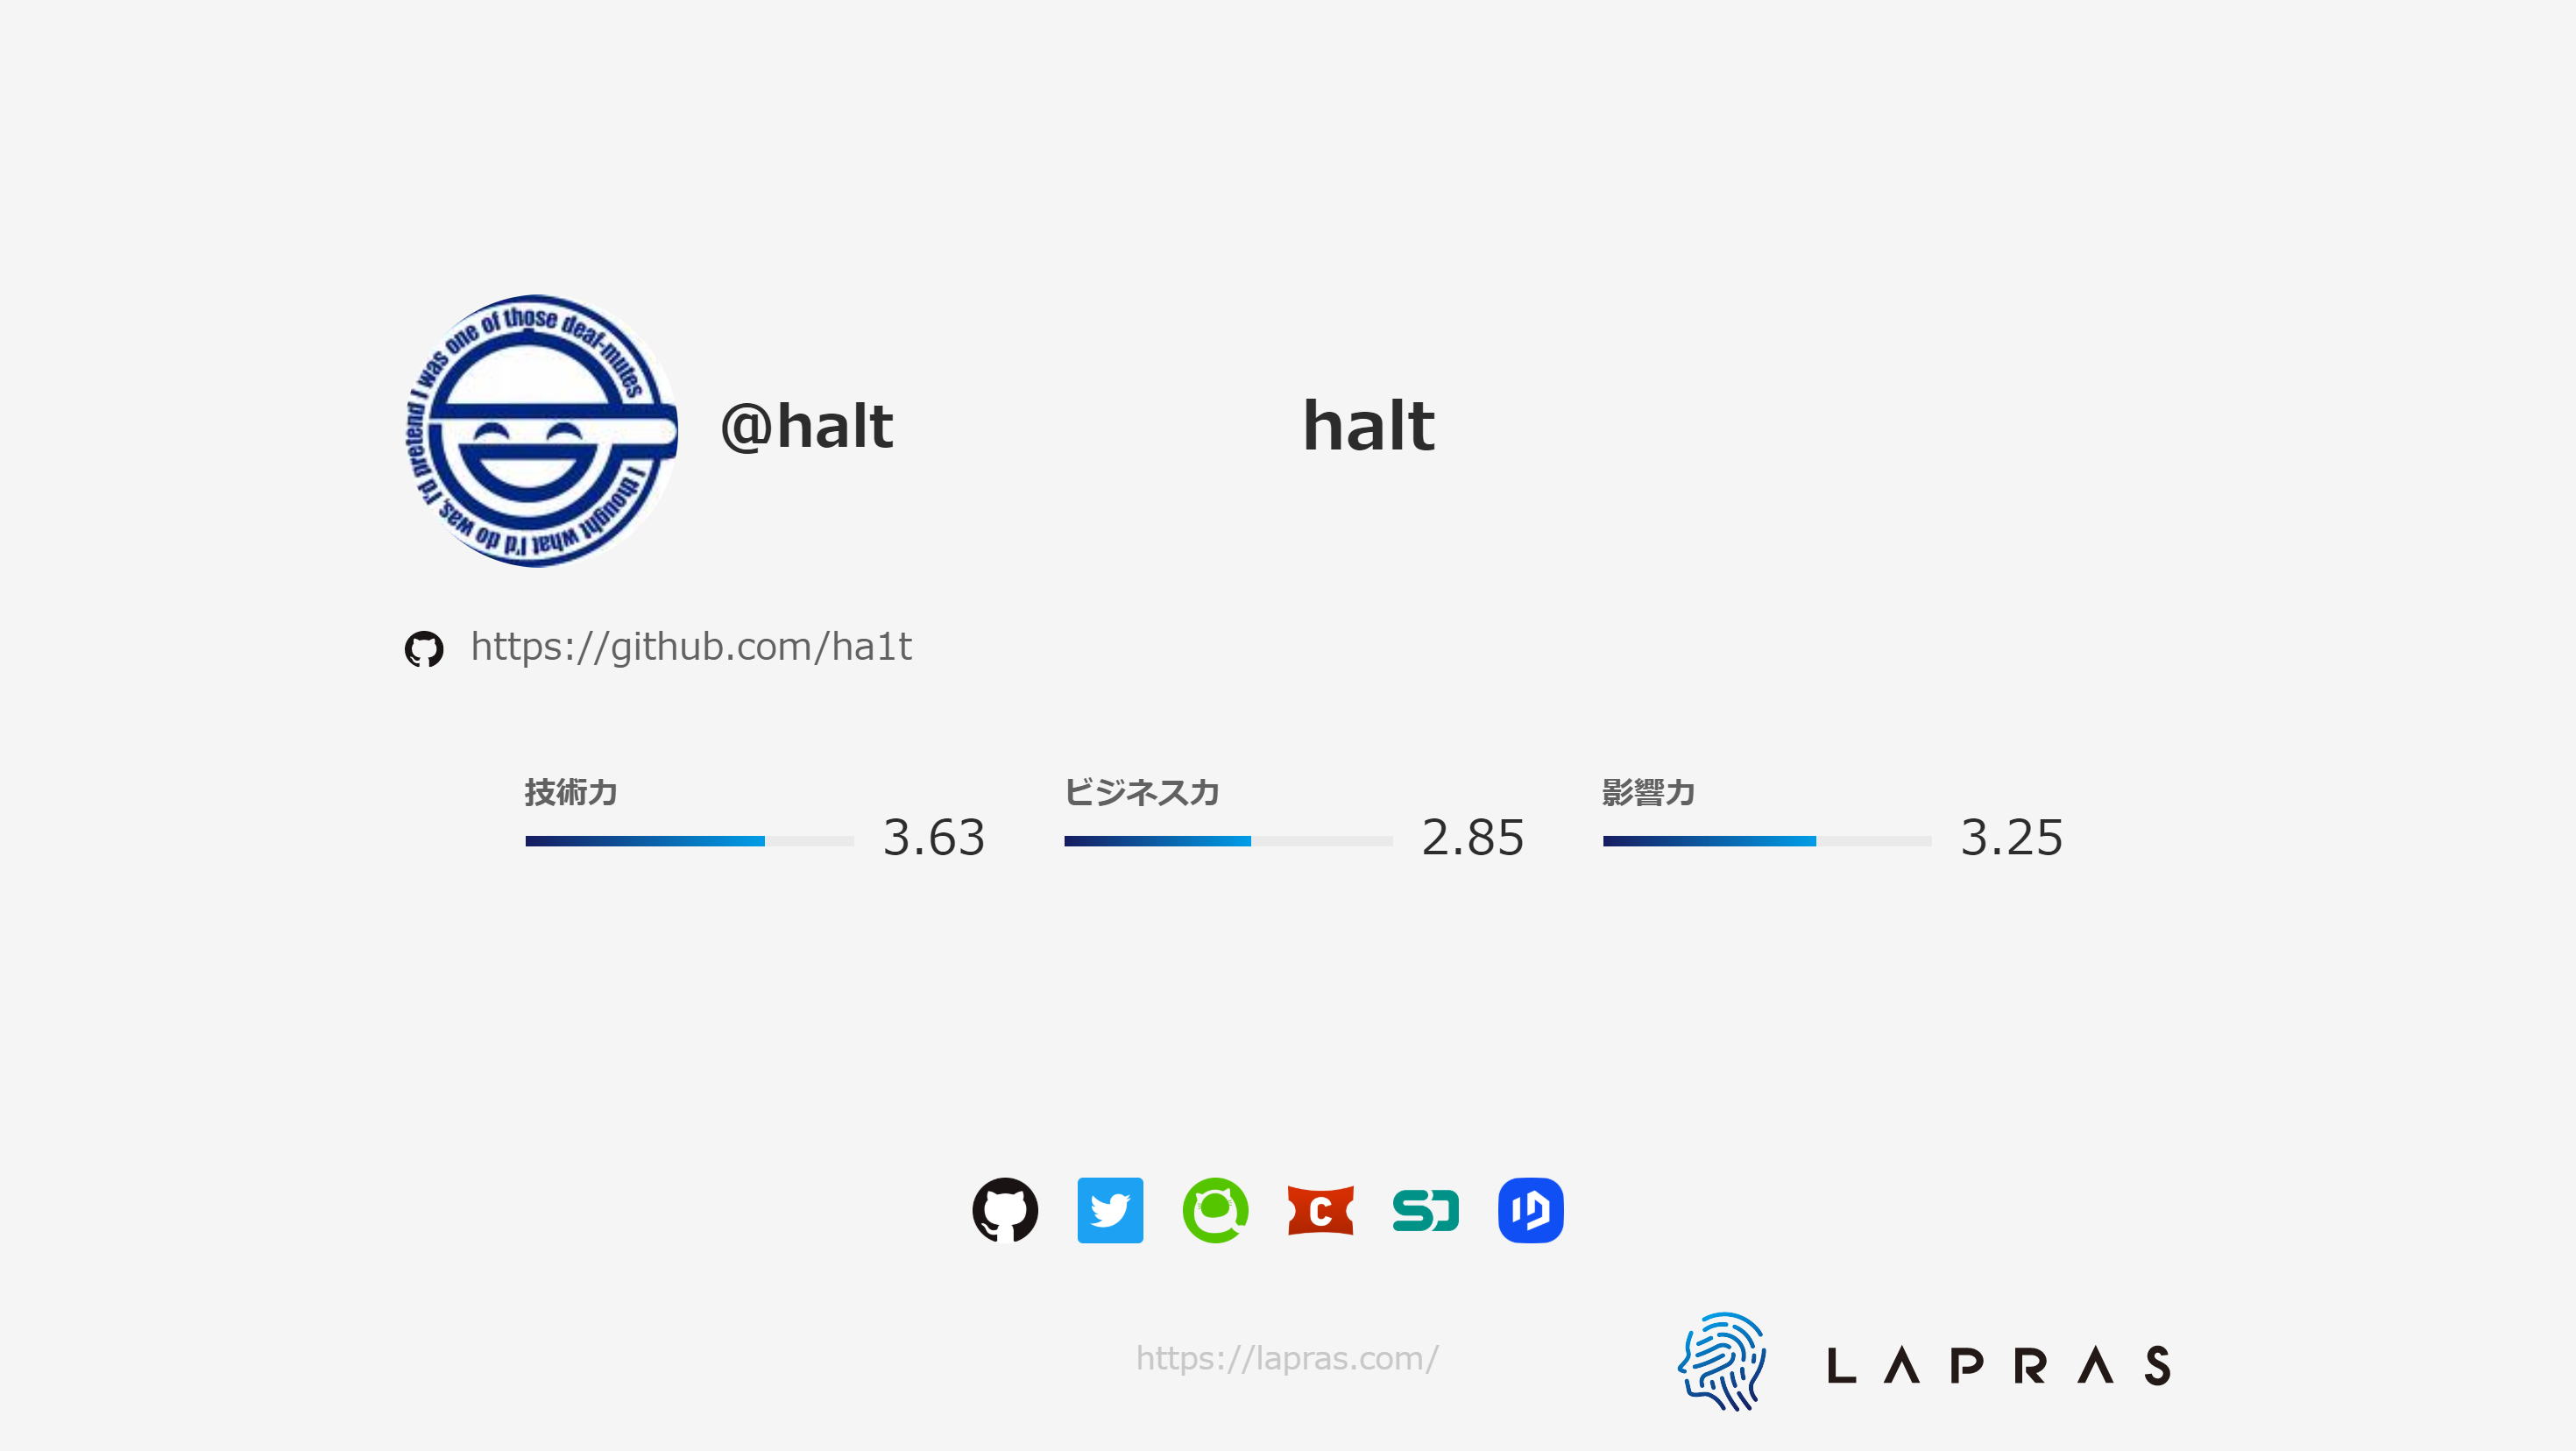 I thought what I'd do was, I'd pretend I was one of those deaf-mutes
@halt
halt
https://github.com/ha1t
技術力
3.63
ビジネス力
2.85
影響力
3.25
C
https://lapras.com/
LAPRAS